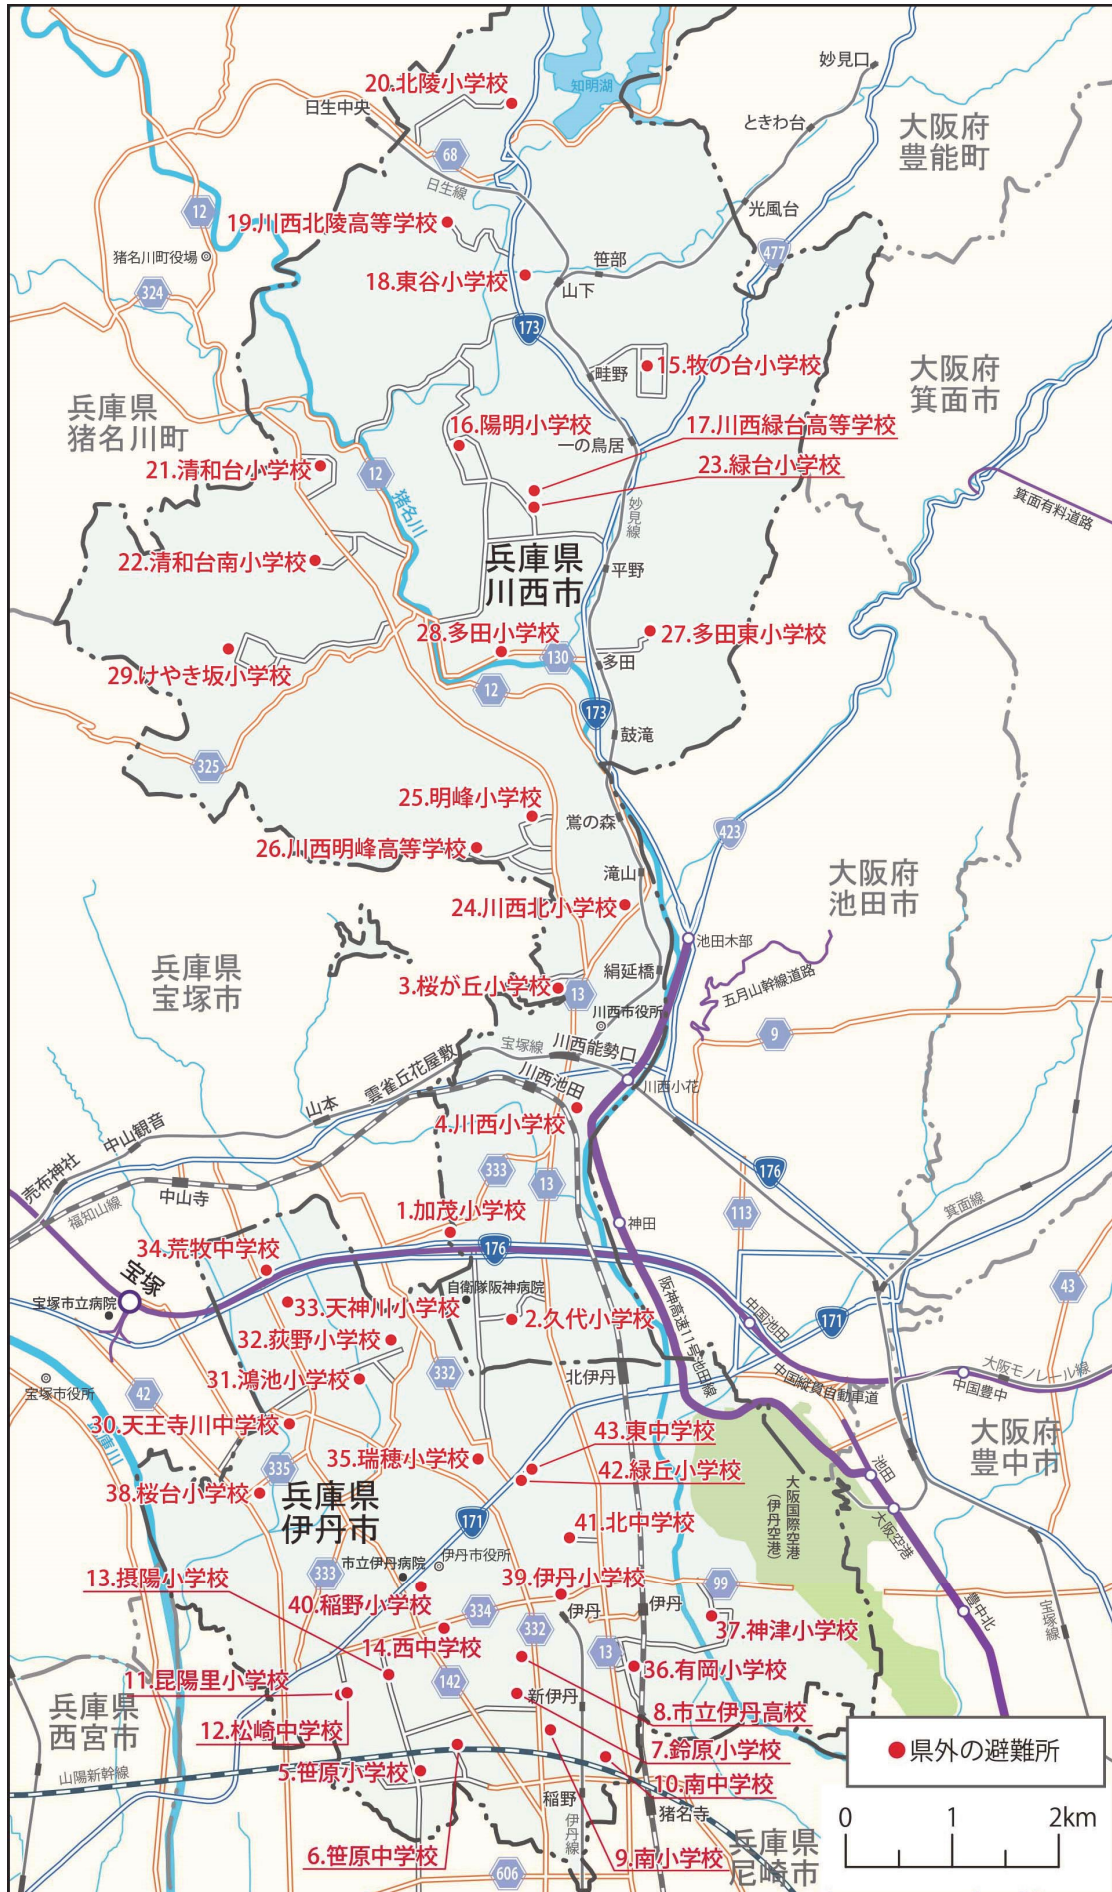 妙見口
20.北陵小学校
知明湖
日生中央
ときわ台
大阪府
豊能町
68
日生線
12
光風台
19.川西北陵高等学校
猪名川町役場
笹部
477
18.東谷小学校
山下
324
173
畦野
15.牧の台小学校
大阪府
箕面市
兵庫県
猪名川町
16.陽明小学校
17.川西緑台高等学校
一の鳥居
21.清和台小学校
12
23.緑台小学校
猪名川
妙見線
箕面有料道路
22.清和台南小学校
兵庫県
川西市
平野
28.多田小学校
27.多田東小学校
130
多田
29.けやき坂小学校
12
173
鼓滝
325
25.明峰小学校
鴬の森
423
26.川西明峰高等学校
滝山
大阪府
池田市
24.川西北小学校
池田木部
兵庫県
宝塚市
絹延橋
五月山幹線道路
3.桜が丘小学校
13
川西市役所
9
宝塚線
川西能勢口
雲雀丘花屋敷
川西池田
川西小花
山本
4.川西小学校
中山観音
売布神社
333
13
176
中山寺
福知山線
113
箕面線
1.加茂小学校
神田
34.荒牧中学校
176
宝塚
自衛隊阪神病院
阪神高速11号池田線
43
宝塚市立病院
33.天神川小学校
2.久代小学校
中国池田
171
32.荻野小学校
31.鴻池小学校
332
北伊丹
中国縦貫自動車道
大阪モノレール線
中国豊中
宝塚市役所
42
30.天王寺川中学校
43.東中学校
大阪府
豊中市
35.瑞穂小学校
335
42.緑丘小学校
池田
38.桜台小学校
兵庫県
伊丹市
大阪国際空港
(伊丹空港)
171
41.北中学校
大阪空港
市立伊丹病院
伊丹市役所
333
13.摂陽小学校
39.伊丹小学校
99
40.稲野小学校
334
伊丹
伊丹
豊中北
332
37.神津小学校
宝塚線
14.西中学校
13
11.昆陽里小学校
142
36.有岡小学校
新伊丹
兵庫県
西宮市
12.松崎中学校
8.市立伊丹高校
7.鈴原小学校
県外の避難所
山陽新幹線
5.笹原小学校
10.南中学校
稲野
猪名寺
0 1 2km
伊丹線
兵庫県
尼崎市
6.笹原中学校
9.南小学校
606